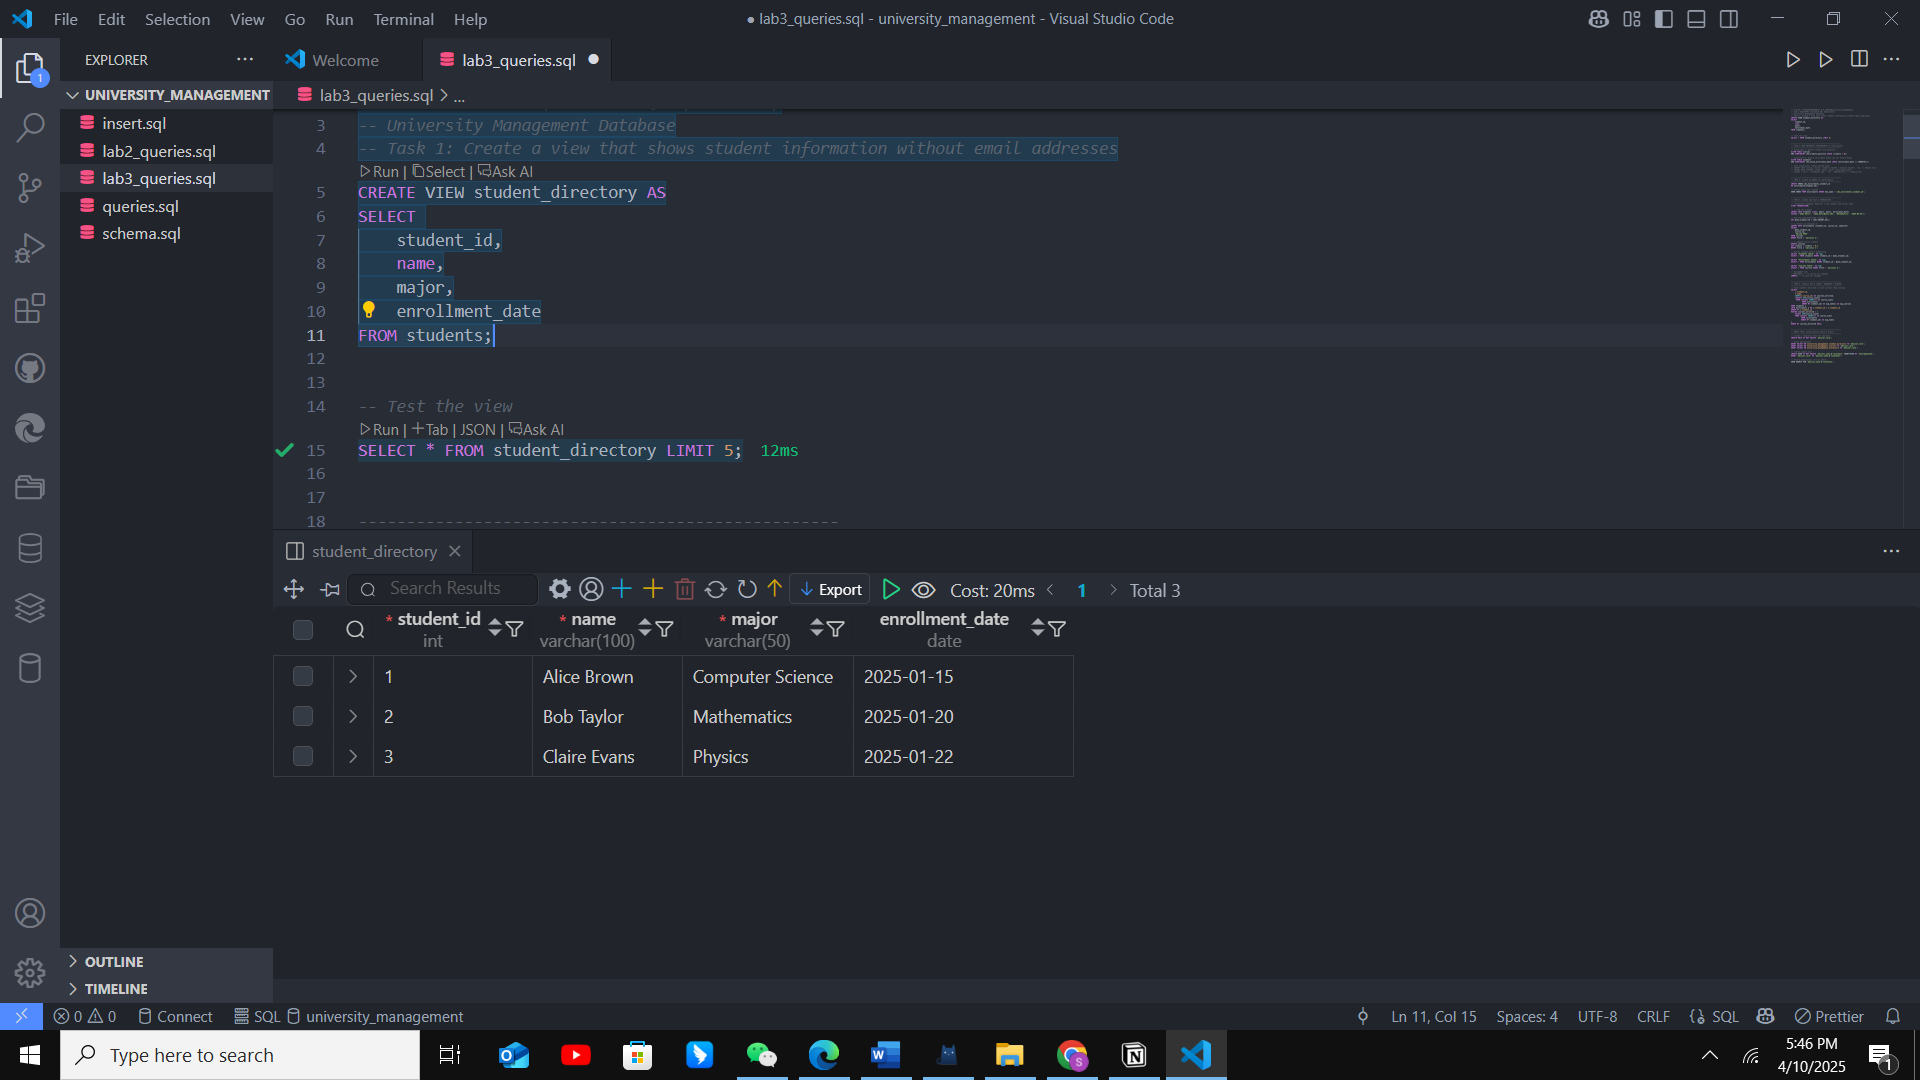 File Edit Selection View Go Run Terminal Help
● lab3_queries.sql - university_management - Visual Studio Code
EXPLORER
Welcome
lab3_queries.sql
UNIVERSITY_MANAGEMENT
lab3_queries.sql > ...
insert.sql
lab2_queries.sql
lab3_queries.sql
queries.sql
schema.sql
3 -- University Management Database
4 -- Task 1: Create a view that shows student information without email addresses
Run | Select | Ask AI
5 CREATE VIEW student_directory AS
6 SELECT
7 student_id,
8 name,
9 major,
10 enrollment_date
11 FROM students;
12
13
14 -- Test the view
Run | Tab | JSON | Ask AI
15 SELECT * FROM student_directory LIMIT 5; 12ms
16
17
18 --------------------------------------------------
student_directory
Search Results
Export
Cost: 20ms < 1 > Total 3
* student_id int
* name varchar(100)
* major varchar(50)
enrollment_date date
1 Alice Brown Computer Science 2025-01-15
2 Bob Taylor Mathematics 2025-01-20
3 Claire Evans Physics 2025-01-22
OUTLINE
TIMELINE
1
0 0 Connect SQL university_management
Ln 11, Col 15 Spaces: 4 UTF-8 CRLF SQL Prettier
Type here to search
5:46 PM
4/10/2025
1